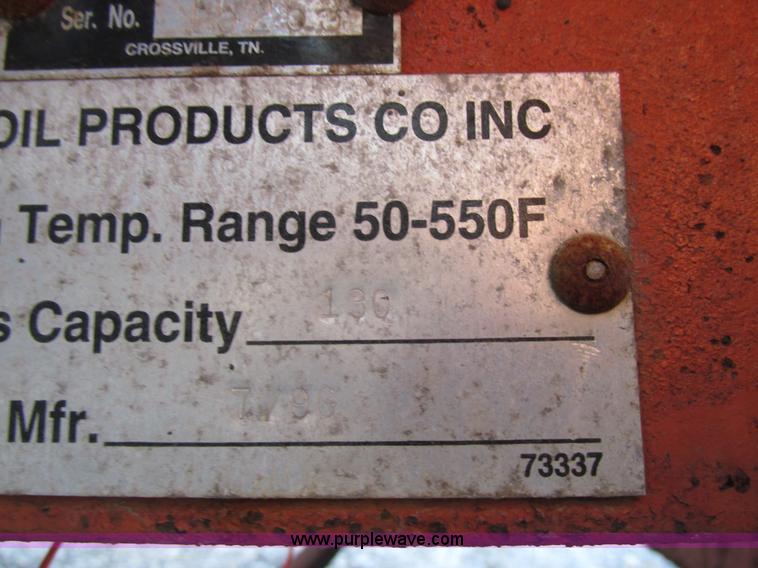 Ser. No.
CROSSVILLE, TN.
OIL PRODUCTS CO INC
Temp. Range 50-550F
s Capacity 130
Mfr.
73337
www.purplewave.com